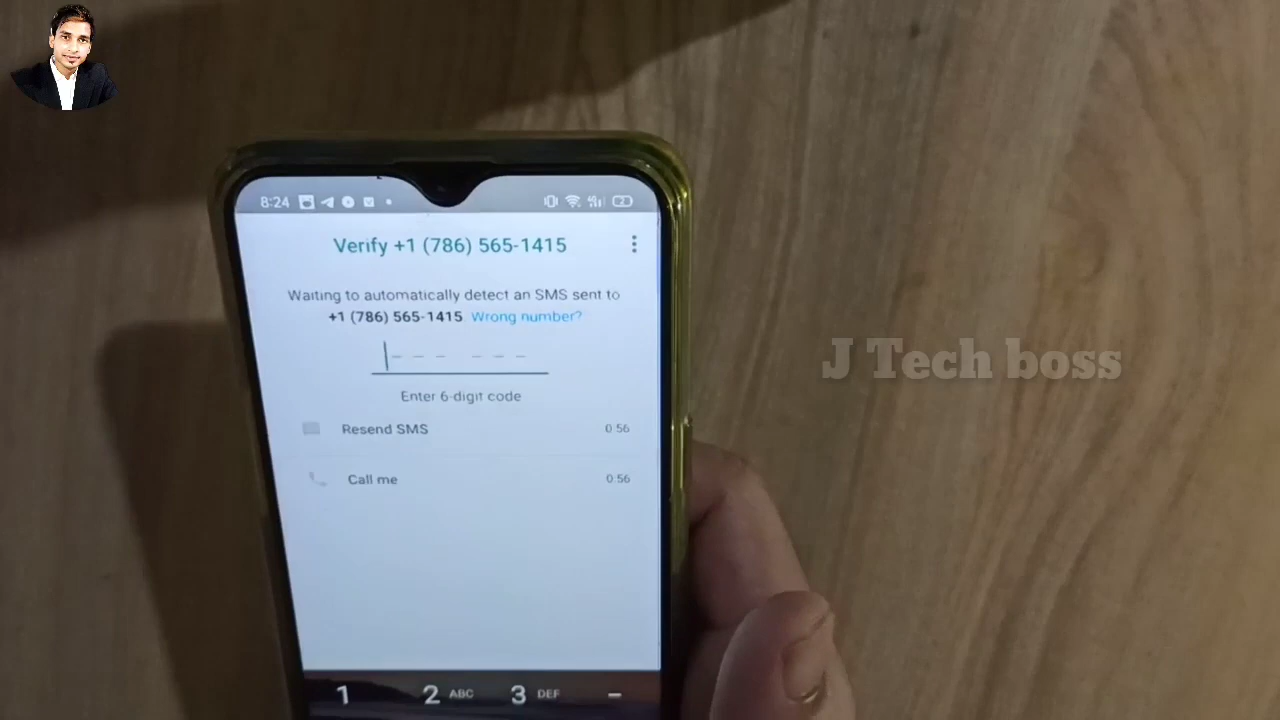 8:24
Verify +1 (786) 565-1415
Waiting to automatically detect an SMS sent to
+1 (786) 565-1415 Wrong number?
Enter 6-digit code
Resend SMS 0:56
Call me 0:56
1 2 ABC 3 DEF –
J Tech boss